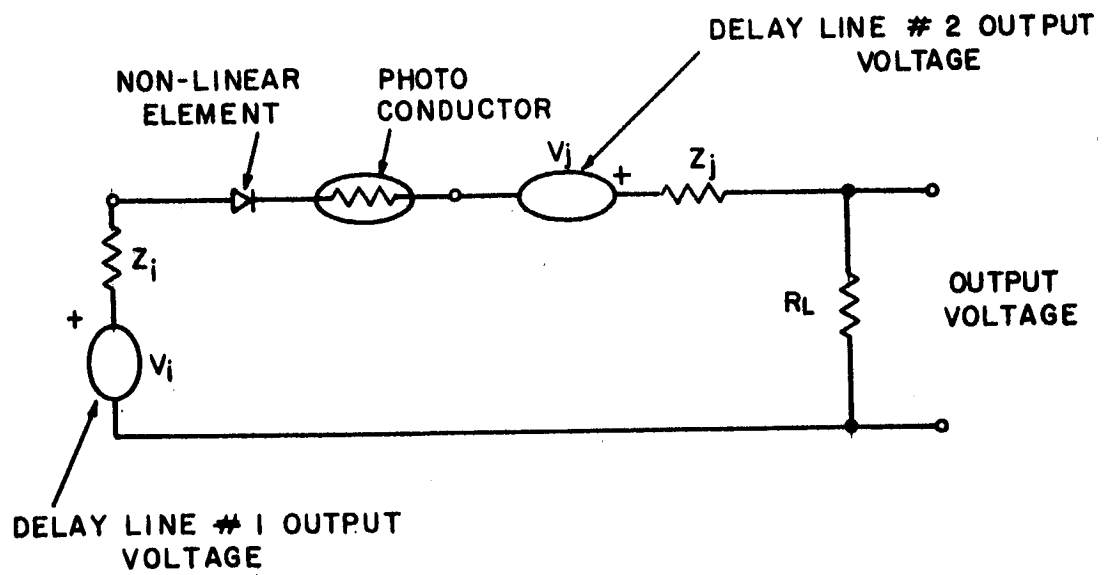 DELAY LINE # 2 OUTPUT
VOLTAGE
NON-LINEAR
ELEMENT
PHOTO
CONDUCTOR
Vj
+
Zj
Zi
+
Vi
RL
OUTPUT
VOLTAGE
DELAY LINE # 1 OUTPUT
VOLTAGE